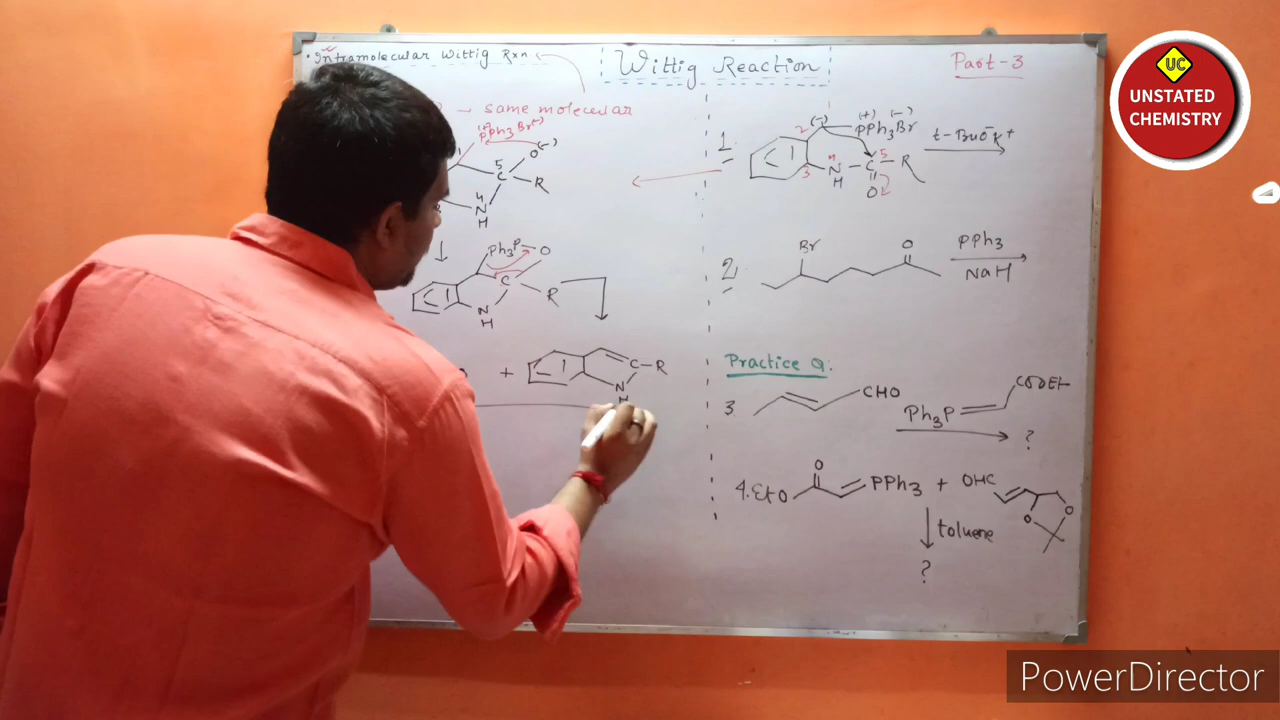 • Intramolecular Wittig Rxn
Wittig Reaction
Part-3
→ same molecular
(+)
PPh3Br(-)
O(-)
5
C
R
4
N
H
Ph3P=O
C
R
N
H
+
C-R
N
H
1.
2
(-)
(+) (-)
PPh3Br
3
4
N
H
5
C
R
O
t-BuO-K+
2.
Br
O
PPh3
NaH
Practice Q.
3.
CHO
Ph3P
COOEt
?
4. EtO
O
PPh3 + OHC
O
O
toluene
?
UC
UNSTATED
CHEMISTRY
PowerDirector